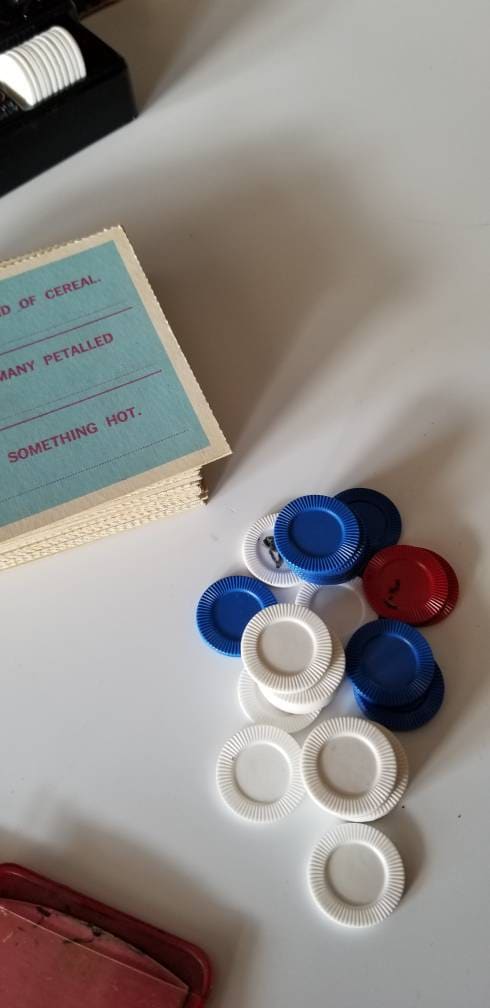 OF CEREAL.
MANY PETALLED
SOMETHING HOT.